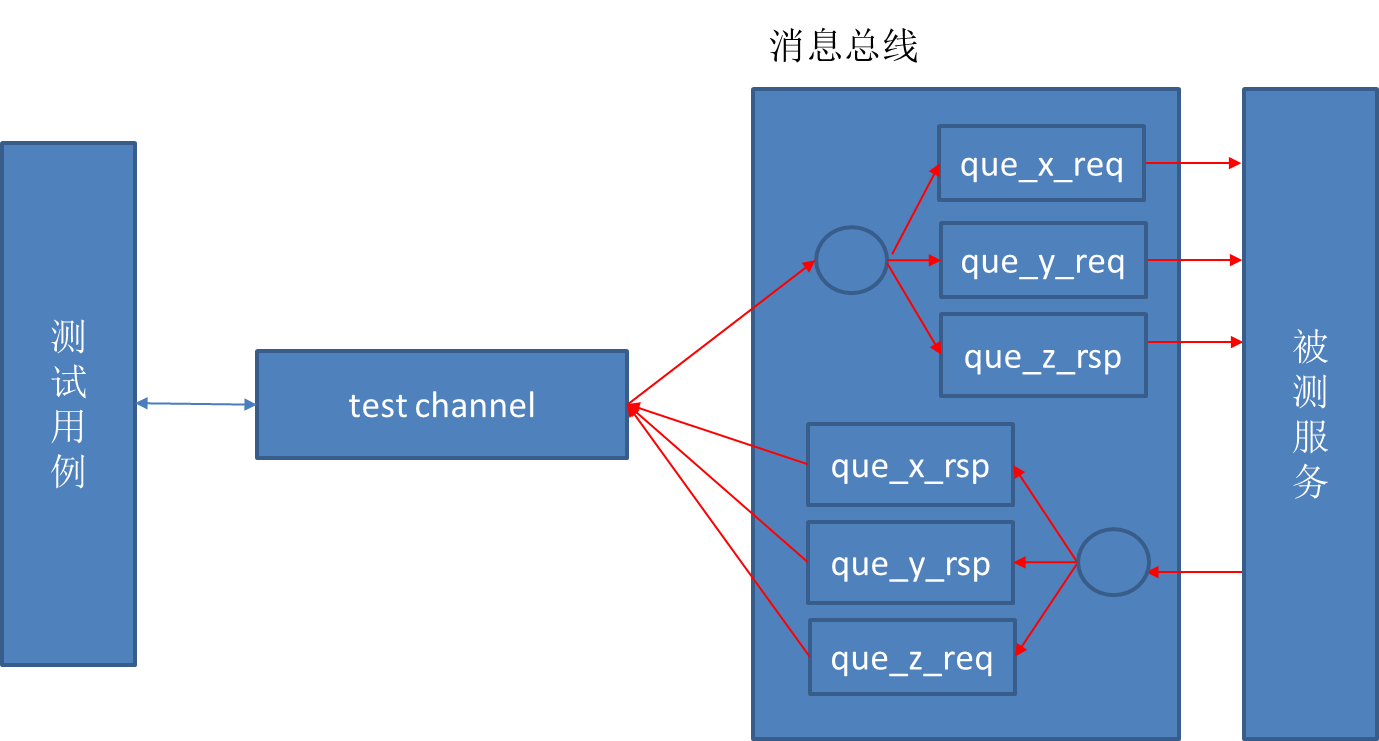 消息总线
测试用例
test channel
que_x_req
que_y_req
que_z_rsp
que_x_rsp
que_y_rsp
que_z_req
被测服务